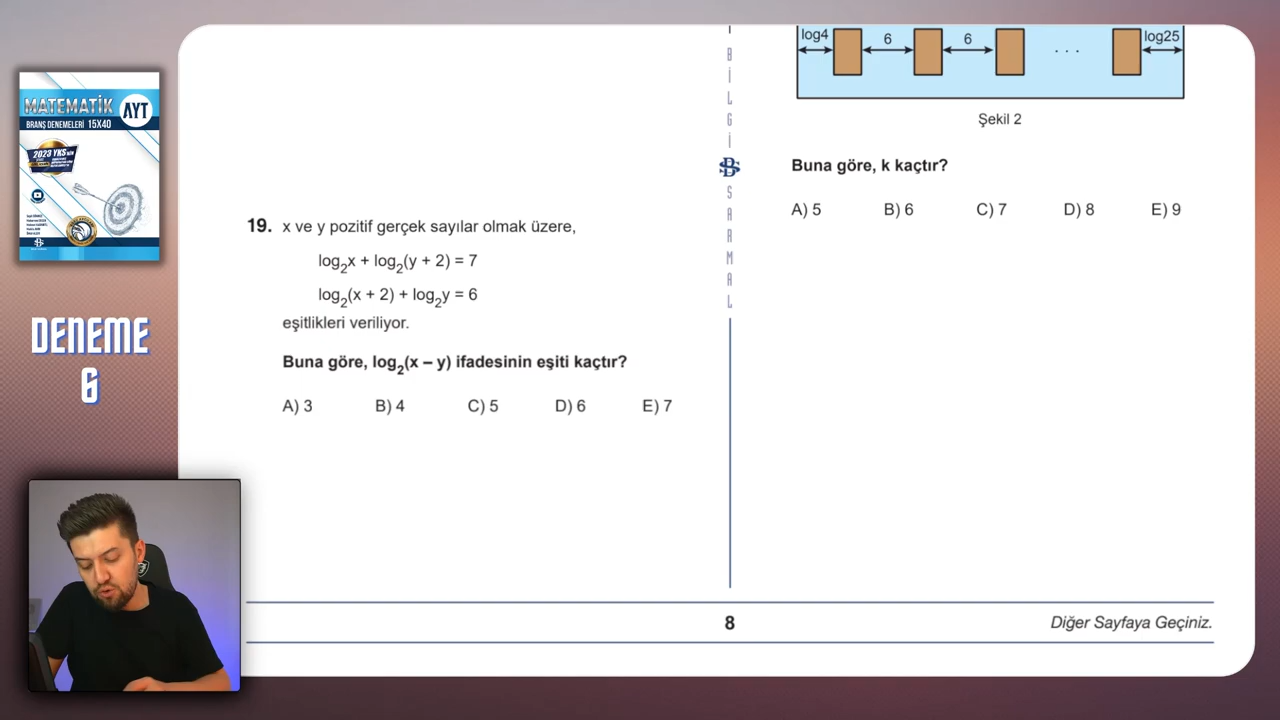 MATEMATİK
AYT
BRANŞ DENEMELERİ 15X40
2023 YKS'NİN
DENEME
6
19. x ve y pozitif gerçek sayılar olmak üzere,
log₂x + log₂(y + 2) = 7
log₂(x + 2) + log₂y = 6
eşitlikleri veriliyor.
Buna göre, log₂(x – y) ifadesinin eşiti kaçtır?
A) 3 B) 4 C) 5 D) 6 E) 7
BİLGİ
SARMAL
log4 6 6 . . . log25
Şekil 2
Buna göre, k kaçtır?
A) 5 B) 6 C) 7 D) 8 E) 9
8
Diğer Sayfaya Geçiniz.